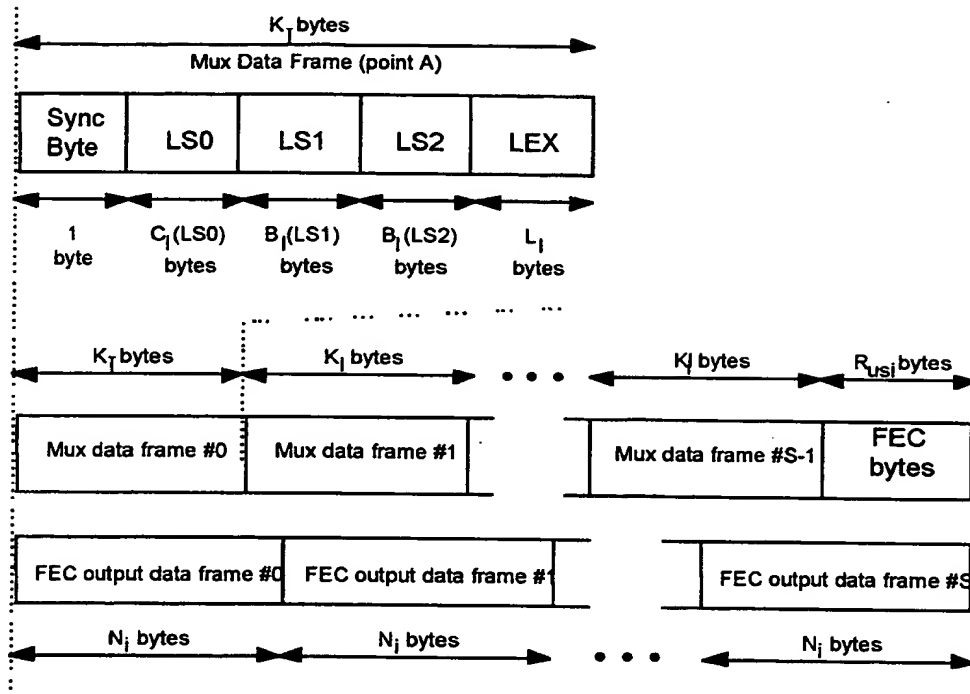 K_I bytes
Mux Data Frame (point A)
Sync Byte LS0 LS1 LS2 LEX
1 byte C_I(LS0) bytes B_I(LS1) bytes B_I(LS2) bytes L_I bytes
K_I bytes K_I bytes K_I bytes R_usi bytes
Mux data frame #0 Mux data frame #1 Mux data frame #S-1 FEC bytes
FEC output data frame #0 FEC output data frame #1 FEC output data frame #S
N_i bytes N_i bytes N_i bytes